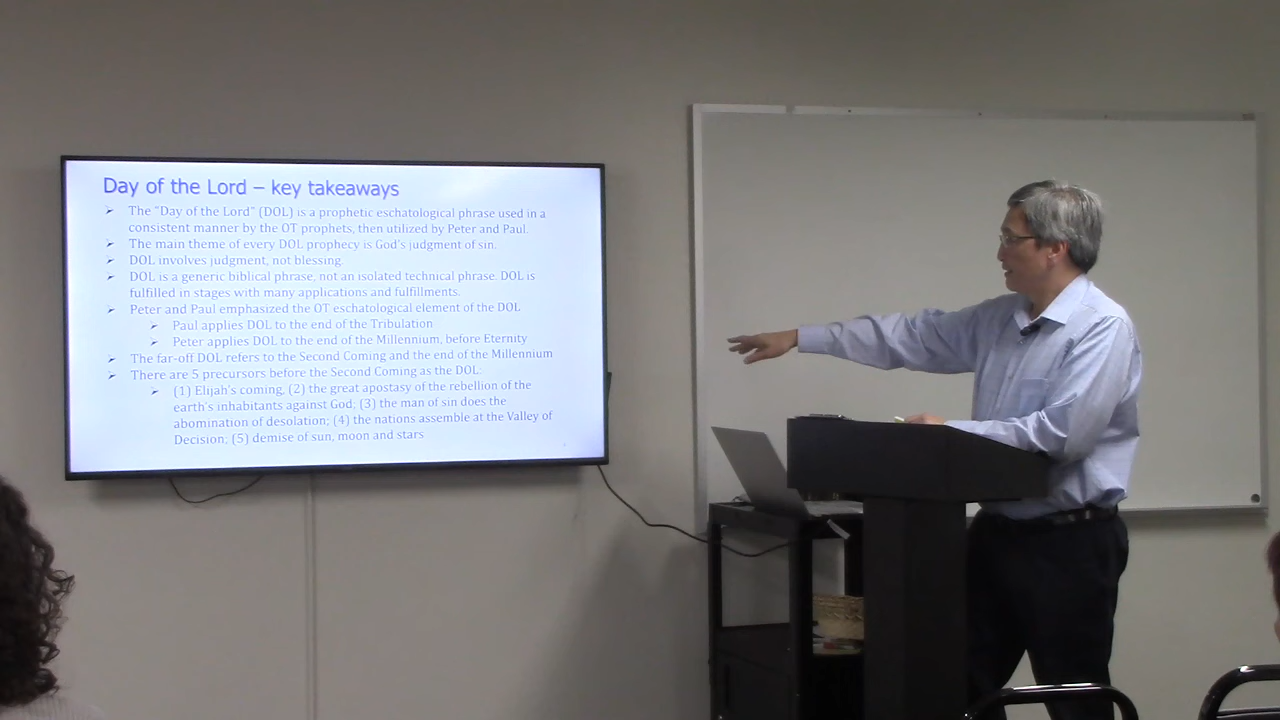 Day of the Lord – key takeaways
➤ The "Day of the Lord" (DOL) is a prophetic eschatological phrase used in a
consistent manner by the OT prophets, then utilized by Peter and Paul.
➤ The main theme of every DOL prophecy is God's judgment of sin.
➤ DOL involves judgment, not blessing.
➤ DOL is a generic biblical phrase, not an isolated technical phrase. DOL is
fulfilled in stages with many applications and fulfillments.
➤ Peter and Paul emphasized the OT eschatological element of the DOL
➤ Paul applies DOL to the end of the Tribulation
➤ Peter applies DOL to the end of the Millennium, before Eternity
➤ The far-off DOL refers to the Second Coming and the end of the Millennium
➤ There are 5 precursors before the Second Coming as the DOL:
➤ (1) Elijah's coming, (2) the great apostasy of the rebellion of the
earth's inhabitants against God; (3) the man of sin does the
abomination of desolation; (4) the nations assemble at the Valley of
Decision; (5) demise of sun, moon and stars